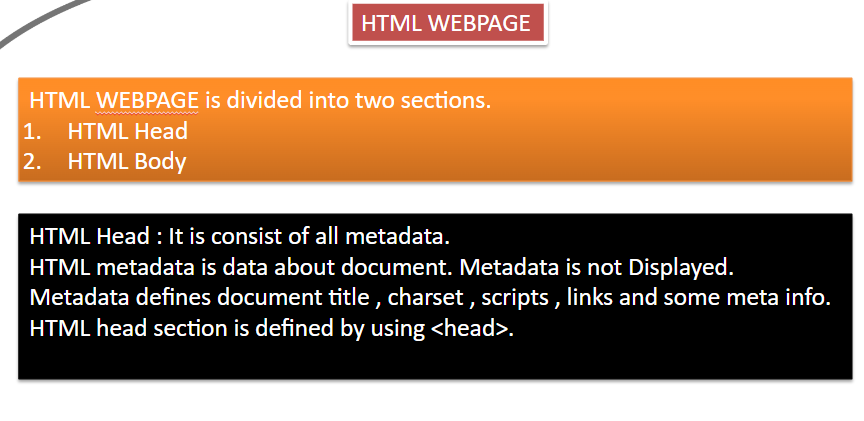 HTML WEBPAGE
HTML WEBPAGE is divided into two sections.
1. HTML Head
2. HTML Body
HTML Head : It is consist of all metadata.
HTML metadata is data about document. Metadata is not Displayed.
Metadata defines document title , charset , scripts , links and some meta info.
HTML head section is defined by using <head>.